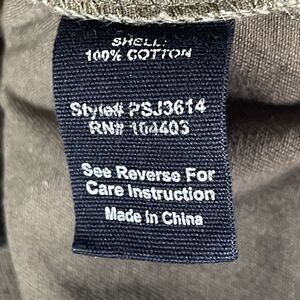 SHELL:
100% COTTON
Style# PSJ3614
RN# 104403
See Reverse For
Care Instruction
Made in China